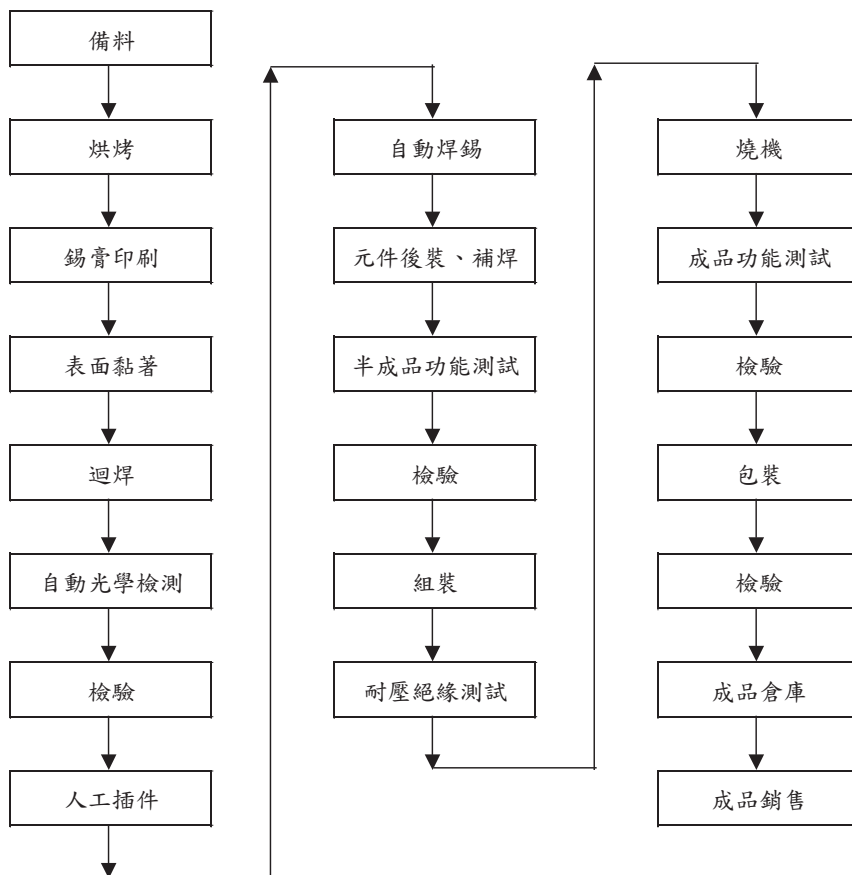 備料
烘烤
錫膏印刷
表面黏著
迴焊
自動光學檢測
檢驗
人工插件
自動焊錫
元件後裝、補焊
半成品功能測試
檢驗
組裝
耐壓絕緣測試
燒機
成品功能測試
檢驗
包裝
檢驗
成品倉庫
成品銷售